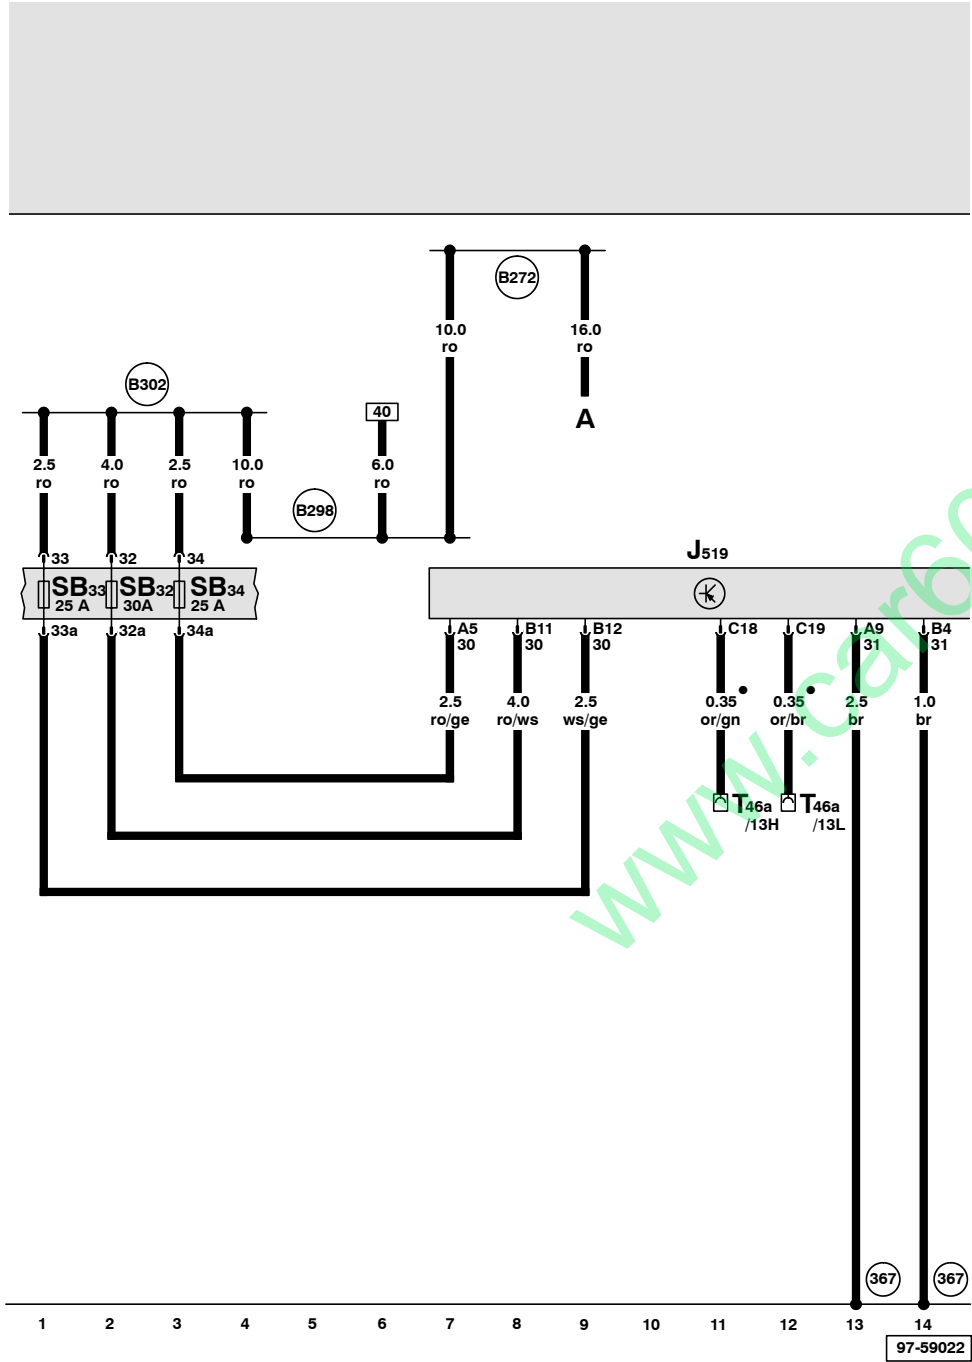 B272
10.0 16.0
ro ro
B302
40
A
2.5 4.0 2.5 10.0 6.0
ro ro ro ro ro
B298
33 32 34
J519
SB33 SB32 SB34
25 A 30A 25 A
33a 32a 34a
A5 B11 B12 C18 C19 A9 B4
30 30 30 31 31
2.5 4.0 2.5 0.35 0.35 2.5 1.0
ro/ge ro/ws ws/ge or/gn or/br br br
T46a T46a
/13H /13L
367 367
1 2 3 4 5 6 7 8 9 10 11 12 13 14
97-59022
www.car60